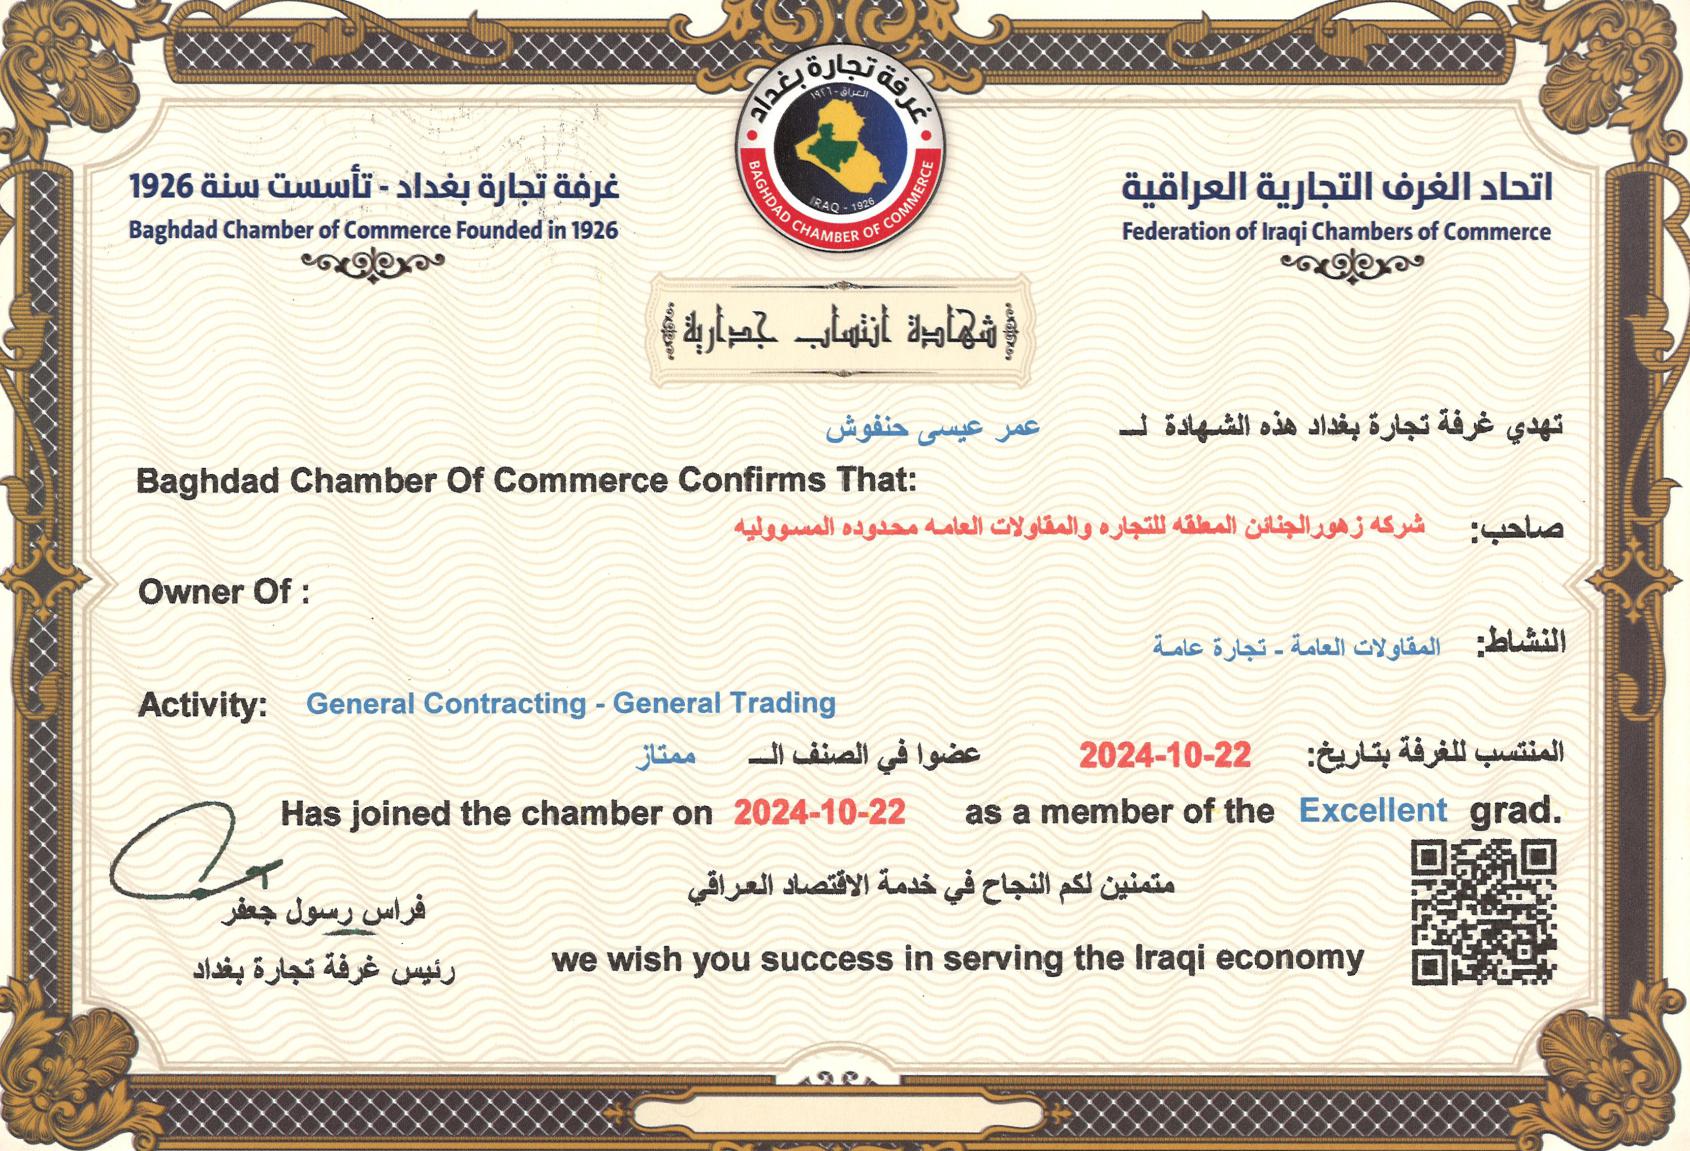 غرفة تجارة بغداد
العراق - ١٩٢٦
IRAQ - 1926
BAGHDAD CHAMBER OF COMMERCE
اتحاد الغرف التجارية العراقية
Federation of Iraqi Chambers of Commerce
غرفة تجارة بغداد - تأسست سنة 1926
Baghdad Chamber of Commerce Founded in 1926
شهادة انتساب جدارية
تهدي غرفة تجارة بغداد هذه الشهادة لــ عمر عيسى حنفوش
Baghdad Chamber Of Commerce Confirms That:
صاحب: شركه زهورالجنائن المعلقه للتجاره والمقاولات العامه محدوده المسووليه
Owner Of :
النشاط: المقاولات العامة - تجارة عامة
Activity: General Contracting - General Trading
المنتسب للغرفة بتاريخ: 2024-10-22 عضوا في الصنف الــ ممتاز
Has joined the chamber on 2024-10-22 as a member of the Excellent grad.
متمنين لكم النجاح في خدمة الاقتصاد العراقي
we wish you success in serving the Iraqi economy
فراس رسول جعفر
رئيس غرفة تجارة بغداد